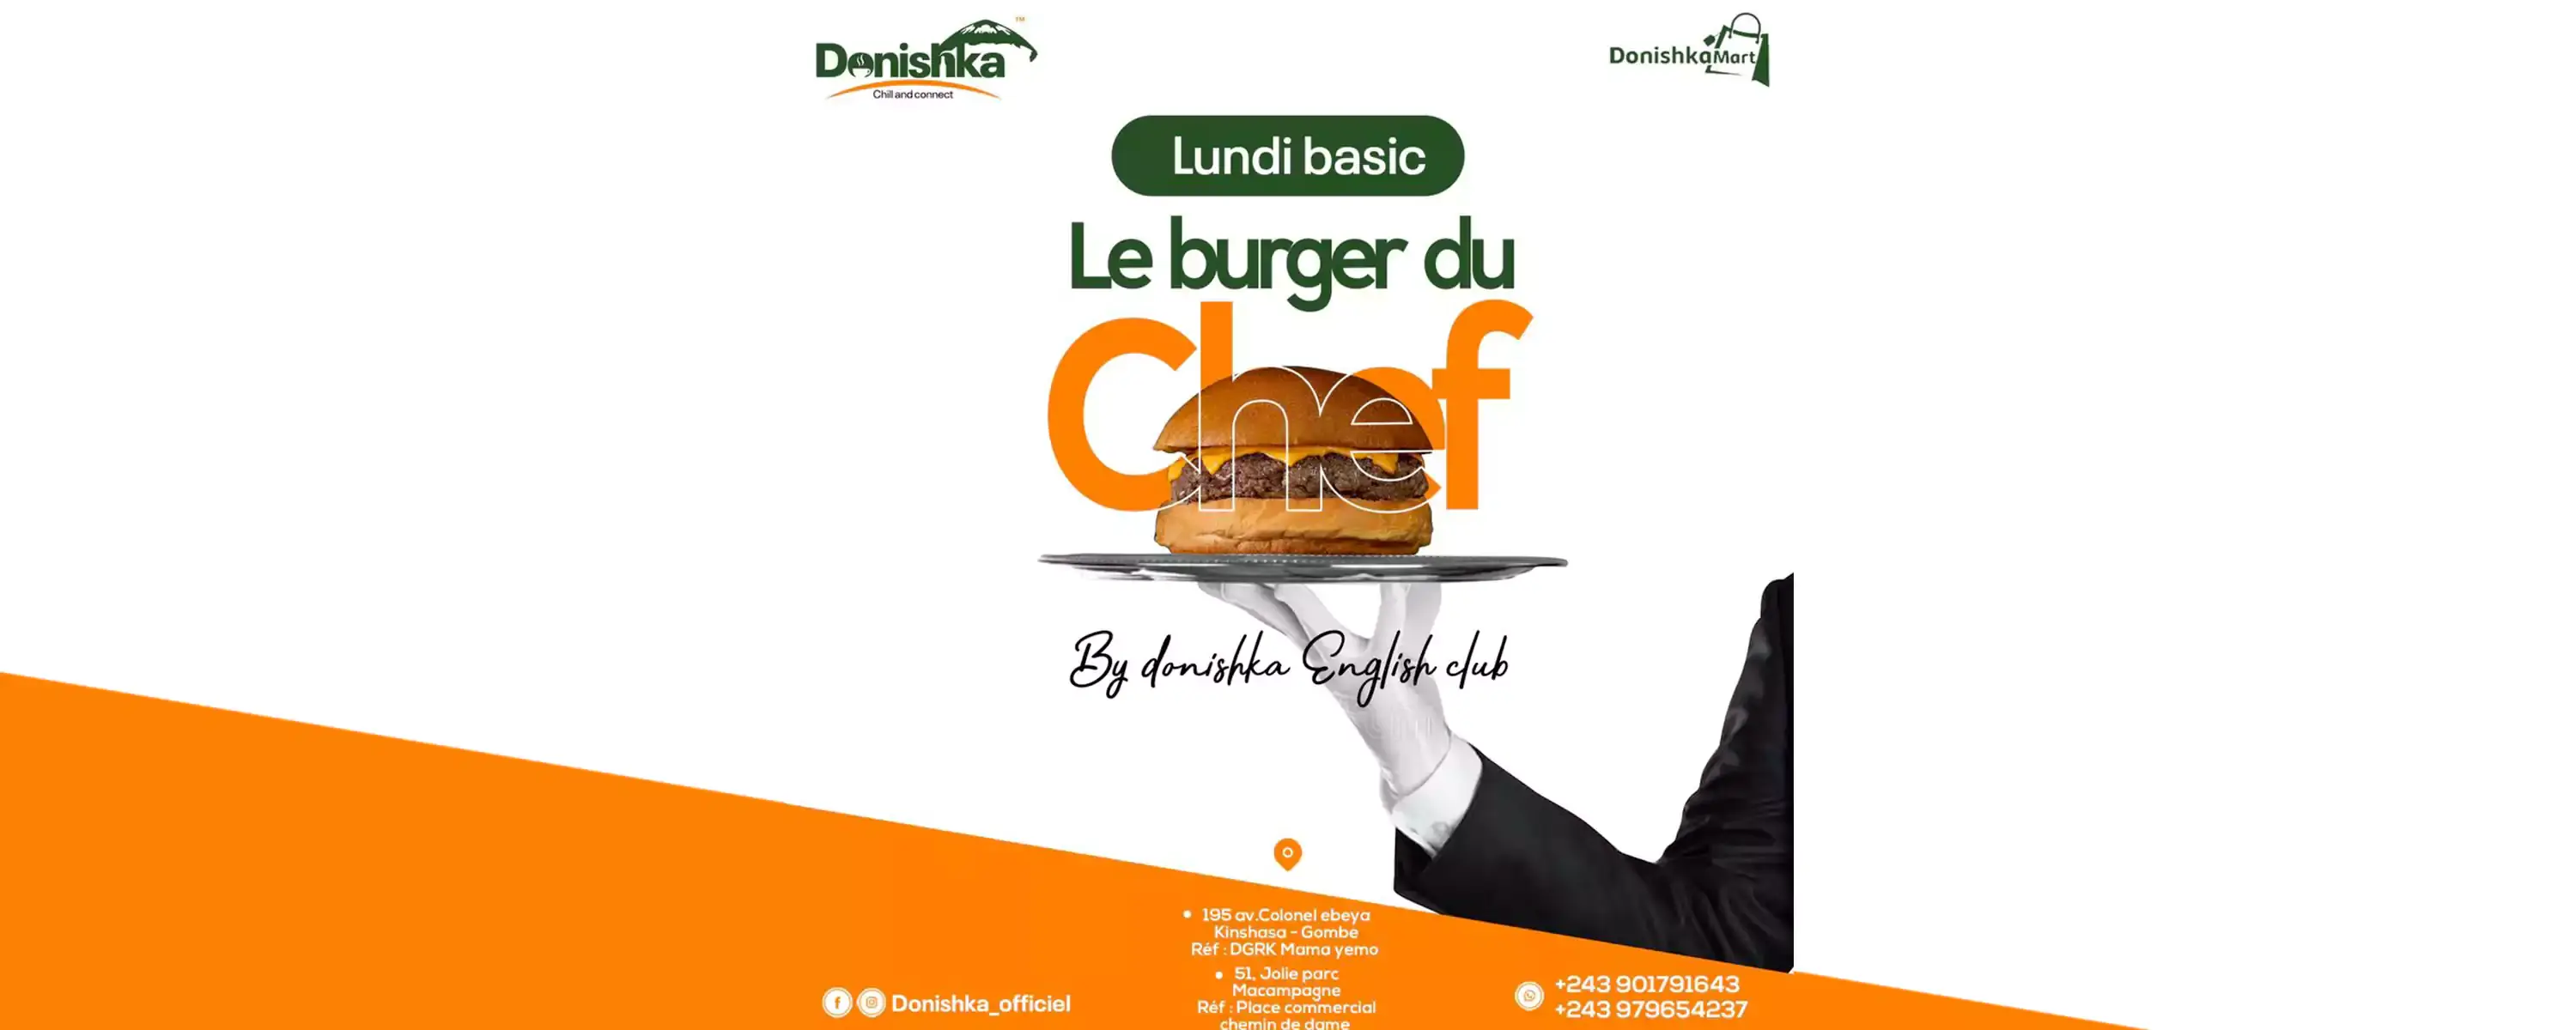 Donishka
TM
Chill and connect
DonishkaMart
Lundi basic
Le burger du
Chef
By donishka English club
195 av.Colonel ebeya
Kinshasa - Gombe
Réf : DGRK Mama yemo
51, Jolie parc
Macampagne
Réf : Place commercial
chemin de dame
Donishka_officiel
+243 901791643
+243 979654237